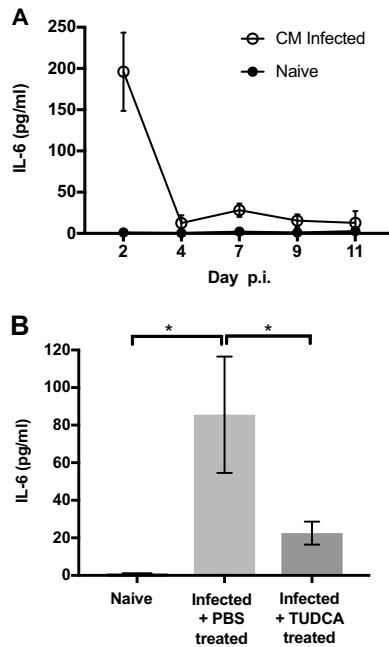 A
CM Infected
Naive
IL-6 (pg/ml)
250
200
150
100
50
0
2 4 7 9 11
Day p.i.
B
* *
IL-6 (pg/ml)
120
100
80
60
40
20
0
Naive
Infected
+ PBS
treated
Infected
+ TUDCA
treated